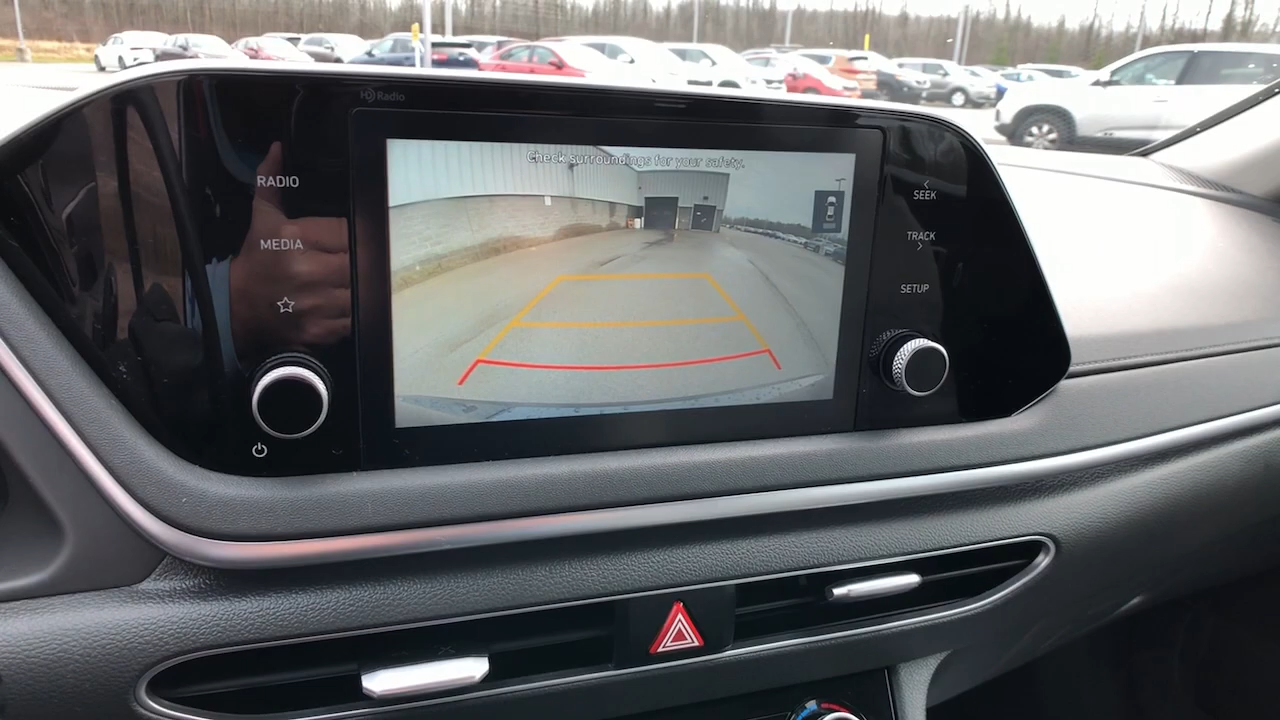 HD Radio
Check surroundings for your safety.
RADIO
MEDIA
SEEK
TRACK
SETUP